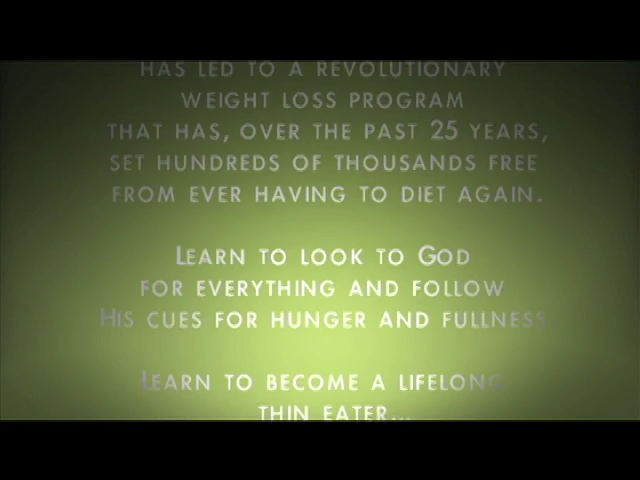 HAS LED TO A REVOLUTIONARY
WEIGHT LOSS PROGRAM
THAT HAS, OVER THE PAST 25 YEARS,
SET HUNDREDS OF THOUSANDS FREE
FROM EVER HAVING TO DIET AGAIN.
LEARN TO LOOK TO GOD
FOR EVERYTHING AND FOLLOW
HIS CUES FOR HUNGER AND FULLNESS.
LEARN TO BECOME A LIFELONG
THIN EATER...